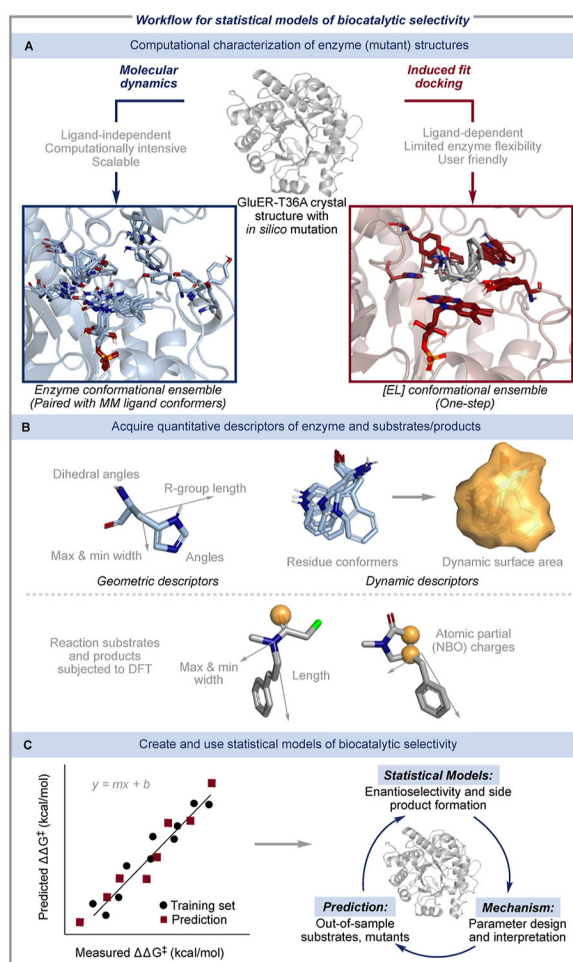 Workflow for statistical models of biocatalytic selectivity
A
Computational characterization of enzyme (mutant) structures
Molecular
dynamics
Induced fit
docking
Ligand-independent
Computationally intensive
Scalable
Ligand-dependent
Limited enzyme flexibility
User friendly
GluER-T36A crystal
structure with
in silico mutation
Enzyme conformational ensemble
(Paired with MM ligand conformers)
[EL] conformational ensemble
(One-step)
B
Acquire quantitative descriptors of enzyme and substrates/products
Dihedral angles
R-group length
Max & min width
Angles
Geometric descriptors
Residue conformers
Dynamic surface area
Dynamic descriptors
Reaction substrates
and products
subjected to DFT
Max & min
width
Length
Atomic partial
(NBO) charges
C
Create and use statistical models of biocatalytic selectivity
y = mx + b
Predicted ΔΔG‡ (kcal/mol)
Training set
Prediction
Measured ΔΔG‡ (kcal/mol)
Statistical Models:
Enantioselectivity and side
product formation
Prediction:
Out-of-sample
substrates, mutants
Mechanism:
Parameter design
and interpretation